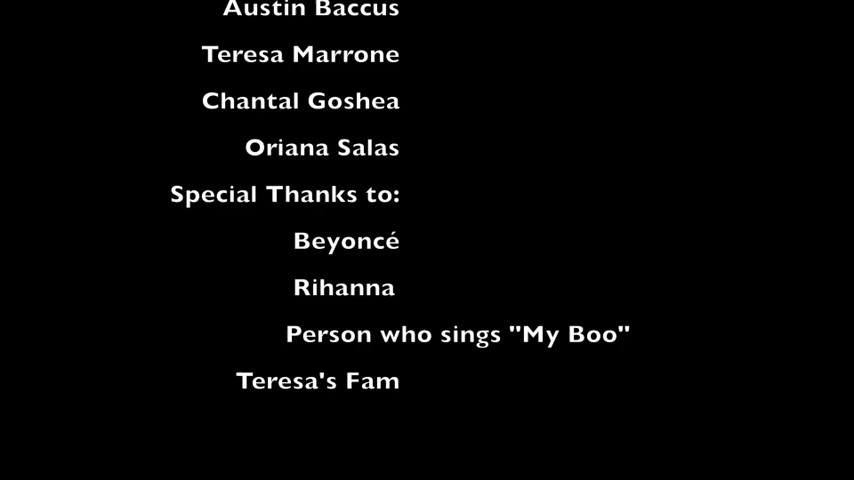 Austin Baccus
Teresa Marrone
Chantal Goshea
Oriana Salas
Special Thanks to:
Beyoncé
Rihanna
Person who sings "My Boo"
Teresa's Fam